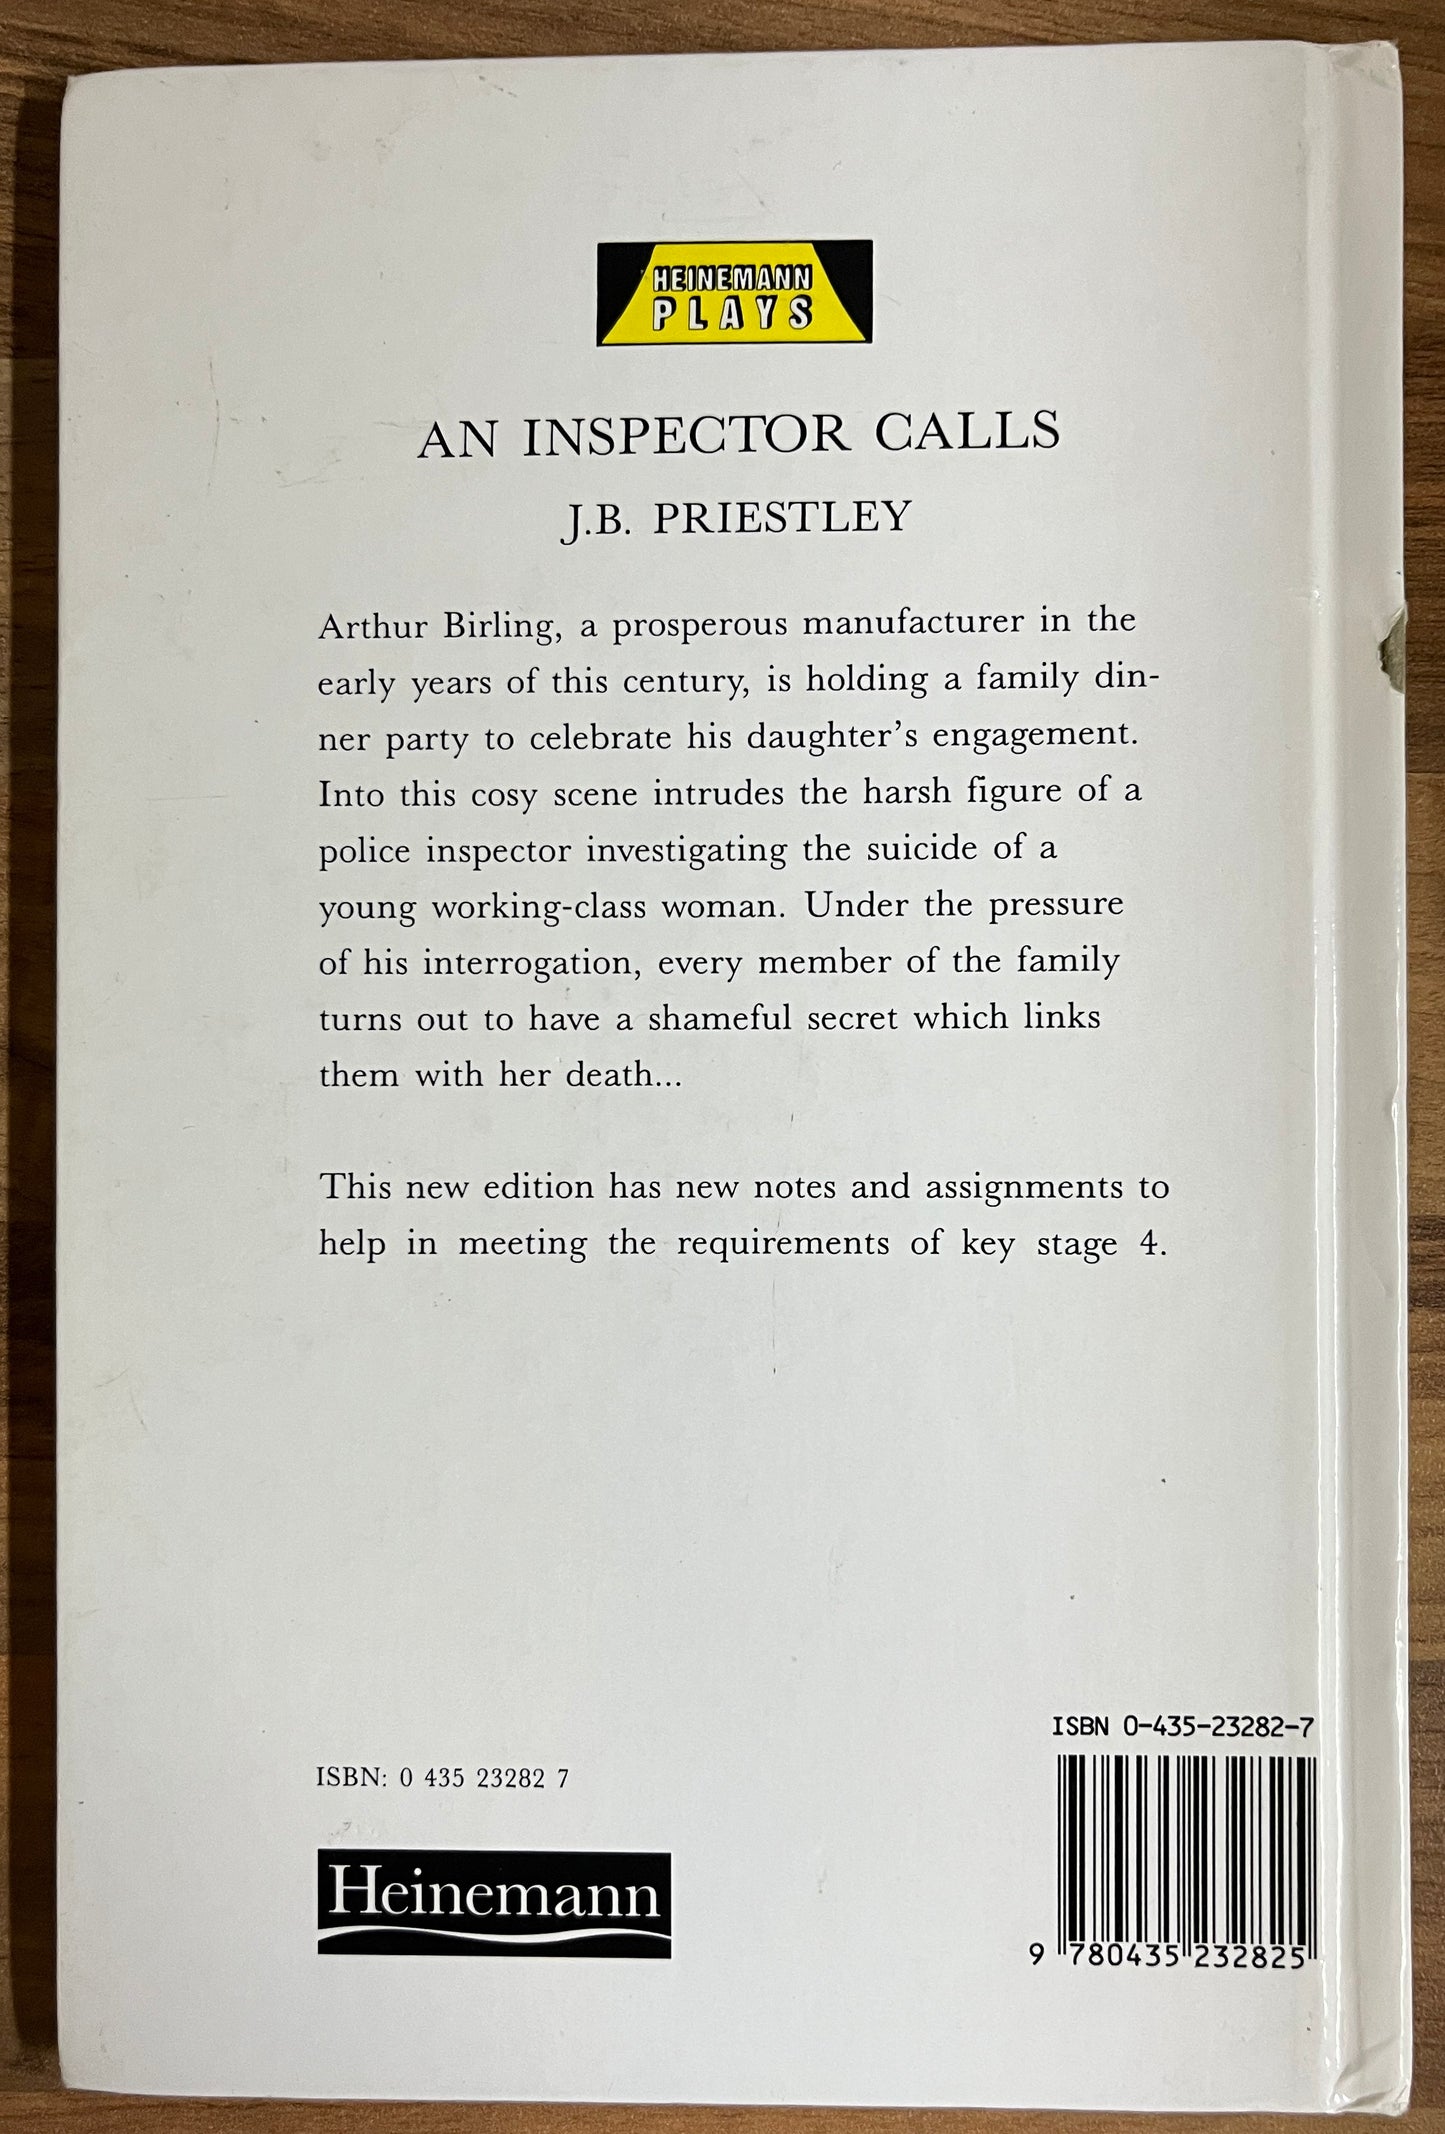 HEINEMANN
PLAYS
AN INSPECTOR CALLS
J.B. PRIESTLEY
Arthur Birling, a prosperous manufacturer in the
early years of this century, is holding a family din-
ner party to celebrate his daughter's engagement.
Into this cosy scene intrudes the harsh figure of a
police inspector investigating the suicide of a
young working-class woman. Under the pressure
of his interrogation, every member of the family
turns out to have a shameful secret which links
them with her death...
This new edition has new notes and assignments to
help in meeting the requirements of key stage 4.
ISBN: 0 435 23282 7
Heinemann
ISBN 0-435-23282-7
9 780435 232825